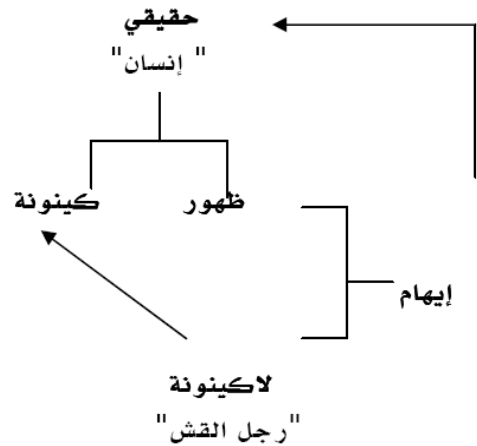 حقيقي
" إنسان"
ظهور
كينونة
إيهام
لاكينونة
"رجل القش"